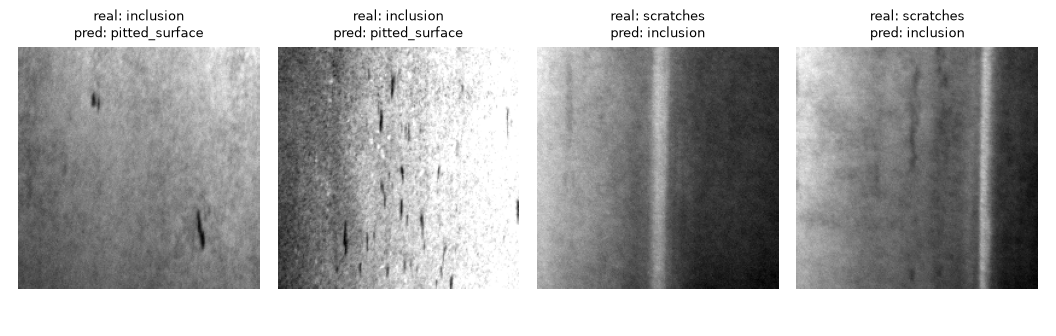 real: inclusion
pred: pitted_surface
real: inclusion
pred: pitted_surface
real: scratches
pred: inclusion
real: scratches
pred: inclusion